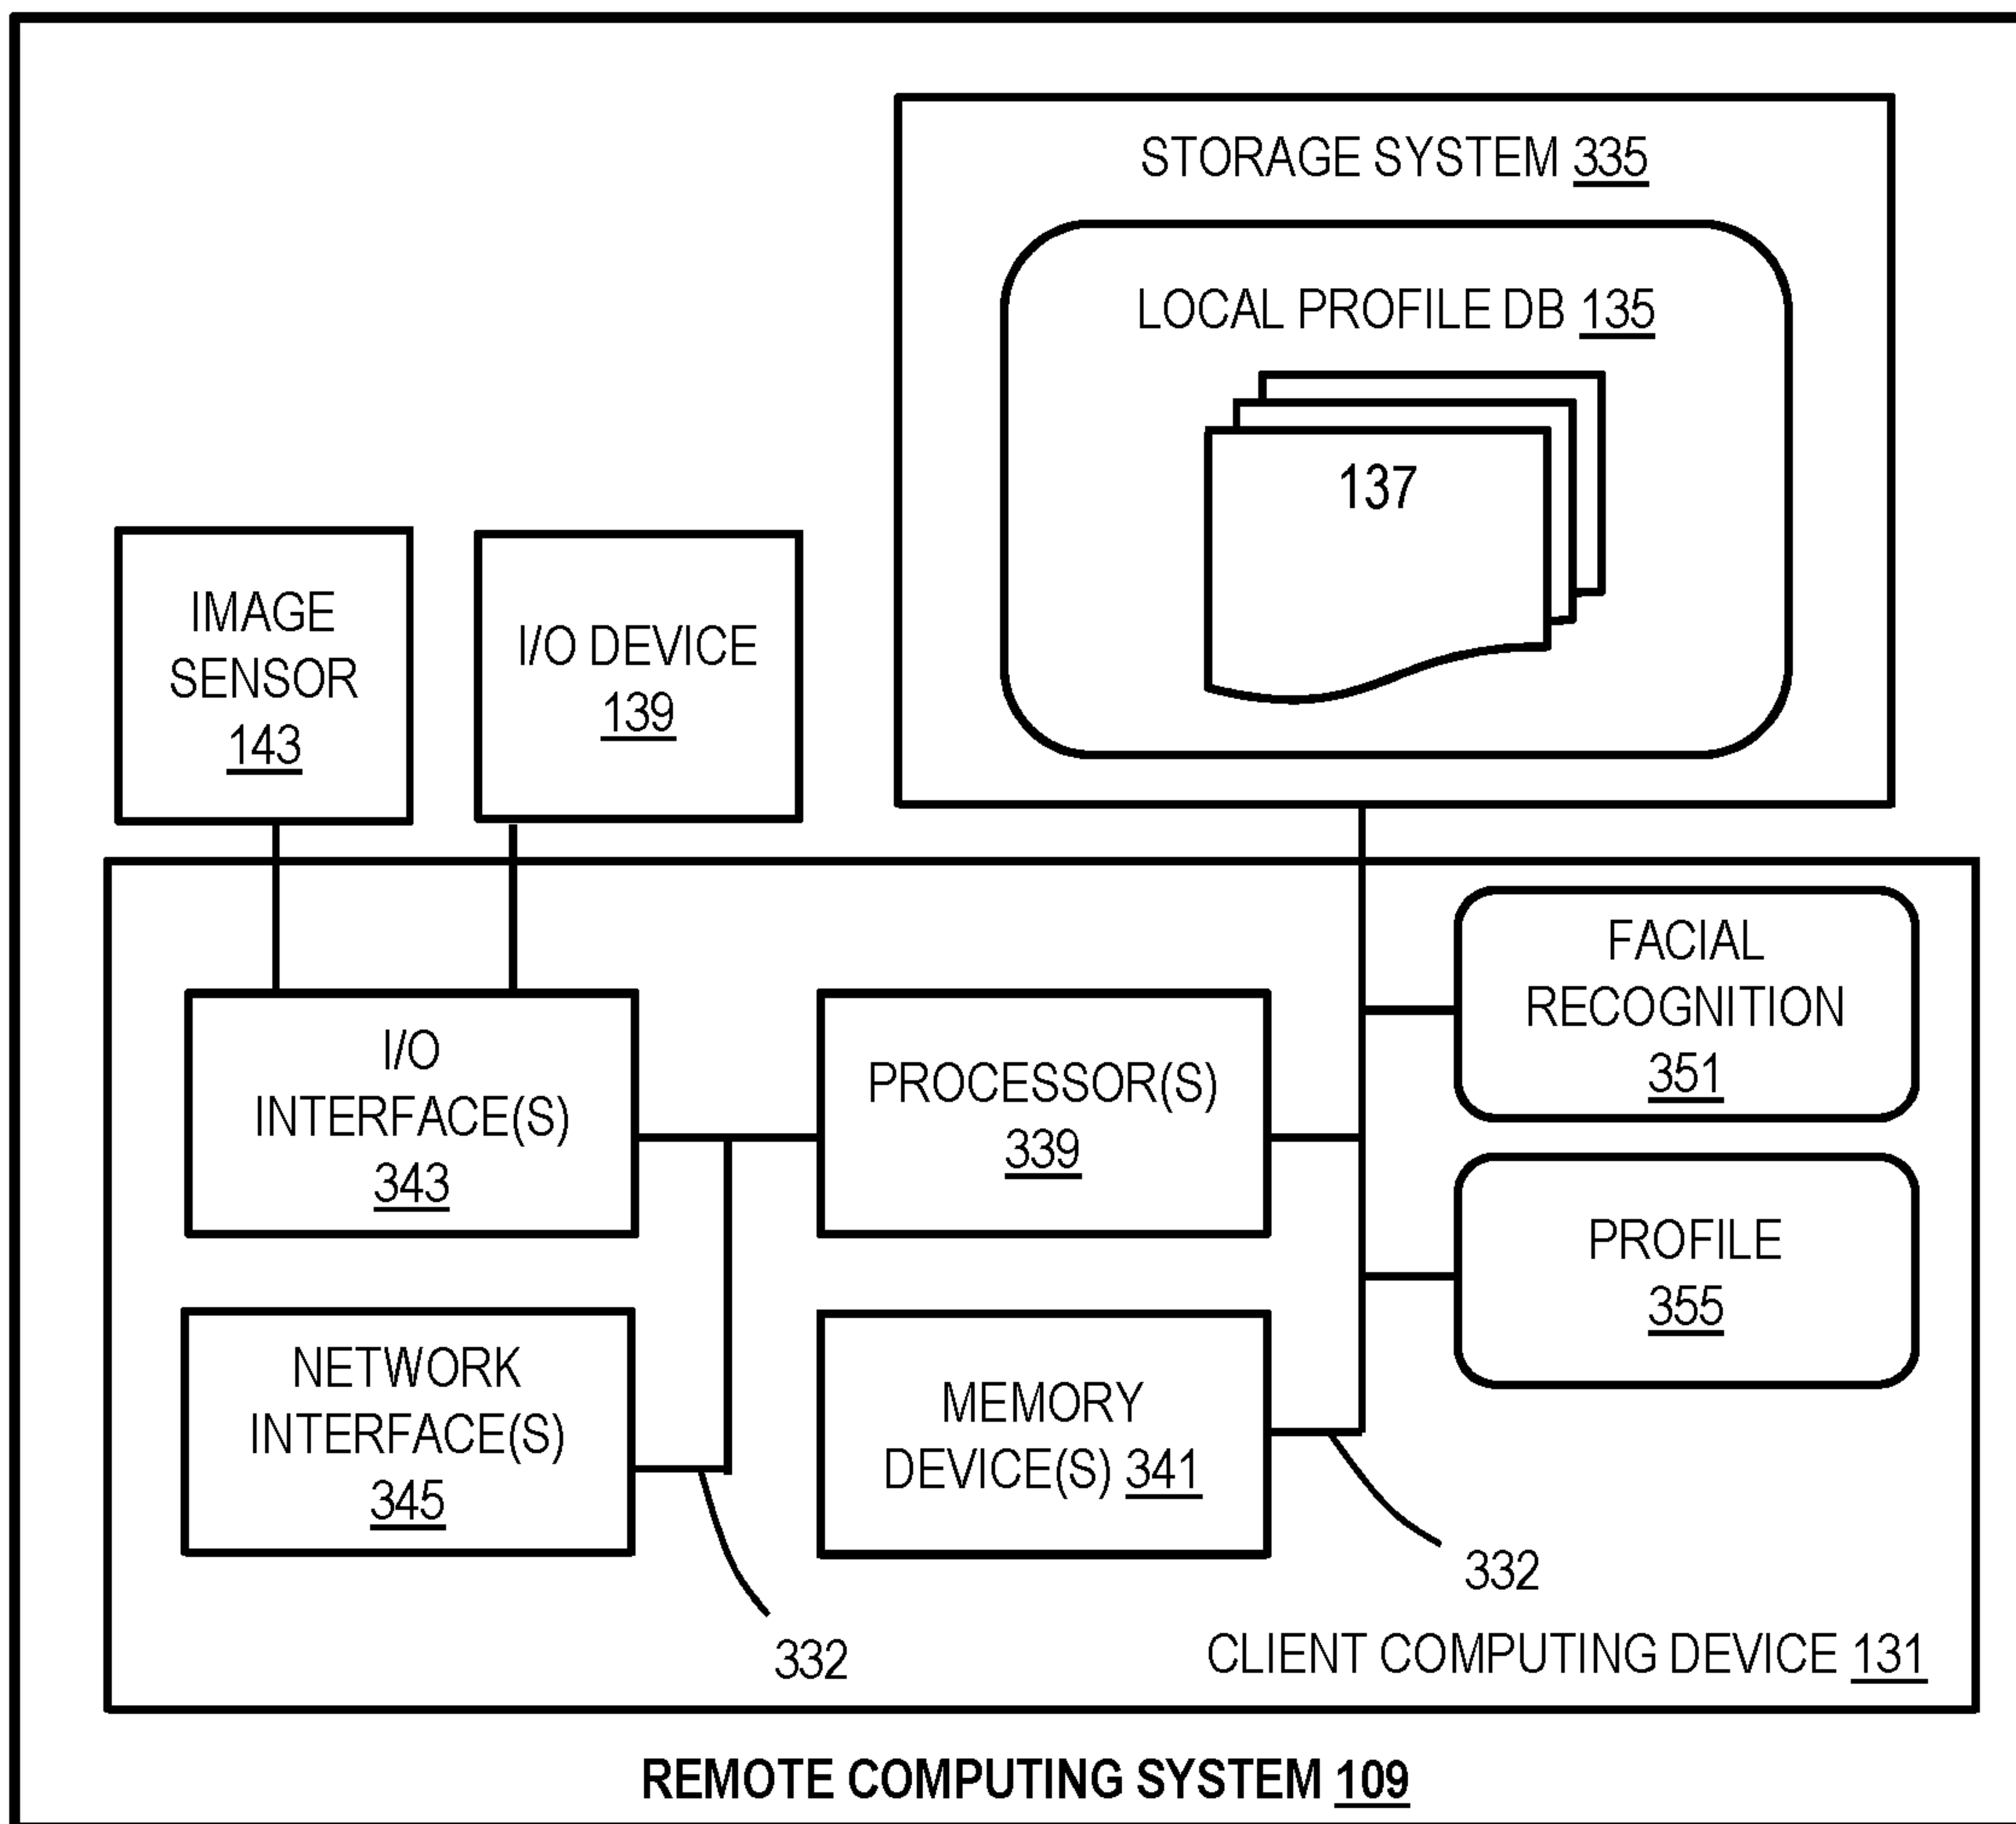 STORAGE SYSTEM 335
LOCAL PROFILE DB 135
137
IMAGE
SENSOR
143
I/O DEVICE
139
FACIAL
RECOGNITION
351
I/O
INTERFACE(S)
343
PROCESSOR(S)
339
PROFILE
355
NETWORK
INTERFACE(S)
345
MEMORY
DEVICE(S) 341
332
332
CLIENT COMPUTING DEVICE 131
REMOTE COMPUTING SYSTEM 109